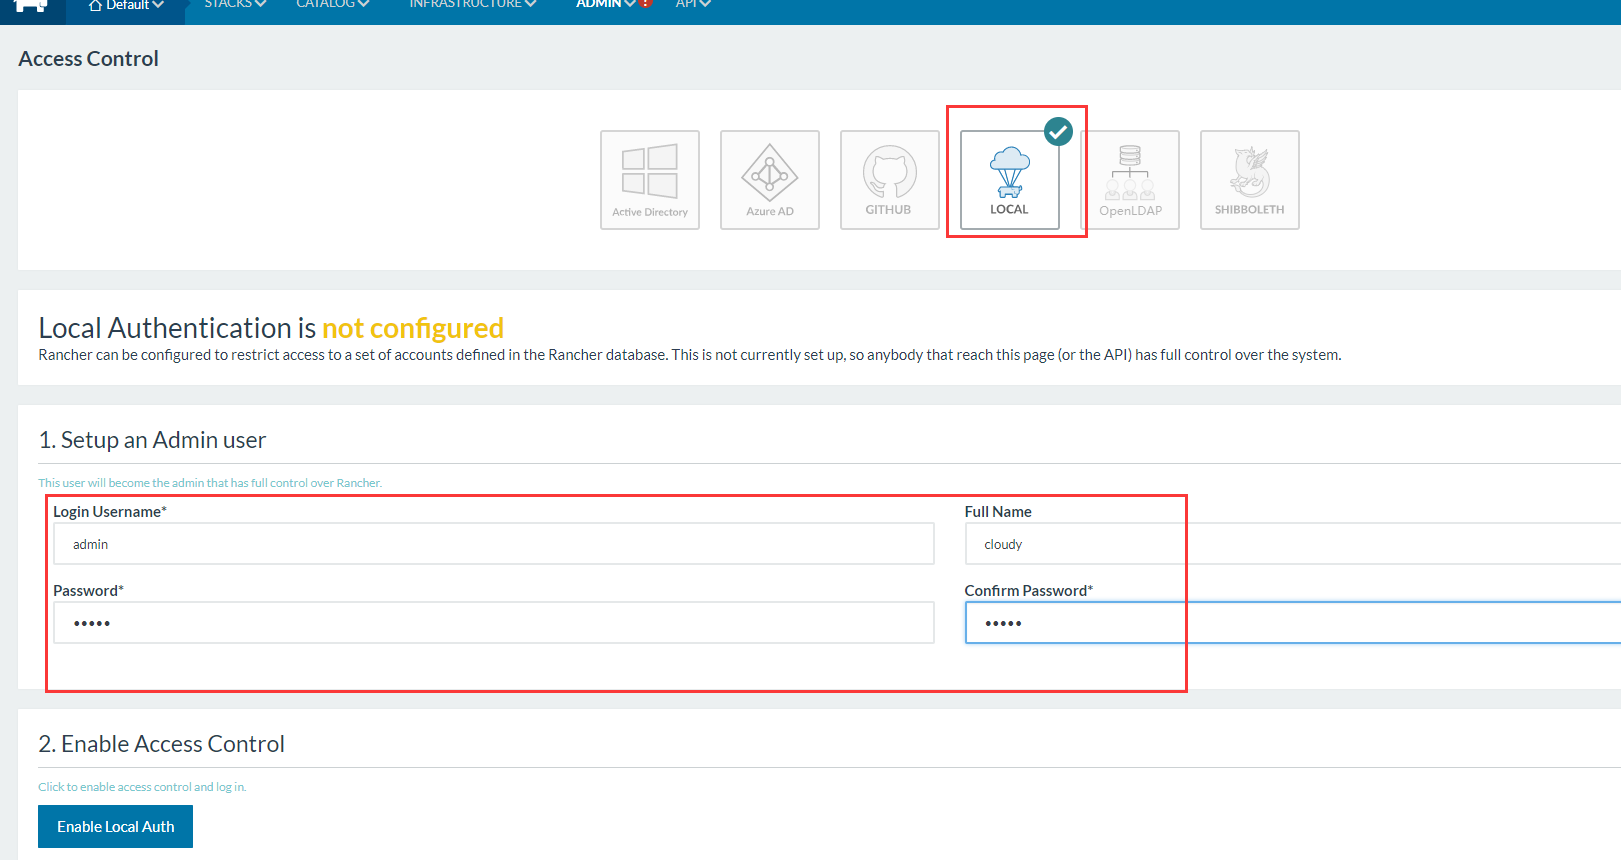 Default STACKS CATALOG INFRASTRUCTURE ADMIN ! API
Access Control
Active Directory Azure AD GITHUB LOCAL OpenLDAP SHIBBOLETH
Local Authentication is not configured
Rancher can be configured to restrict access to a set of accounts defined in the Rancher database. This is not currently set up, so anybody that reach this page (or the API) has full control over the system.
1. Setup an Admin user
This user will become the admin that has full control over Rancher.
Login Username* Full Name
admin cloudy
Password* Confirm Password*
••••• •••••
2. Enable Access Control
Click to enable access control and log in.
Enable Local Auth